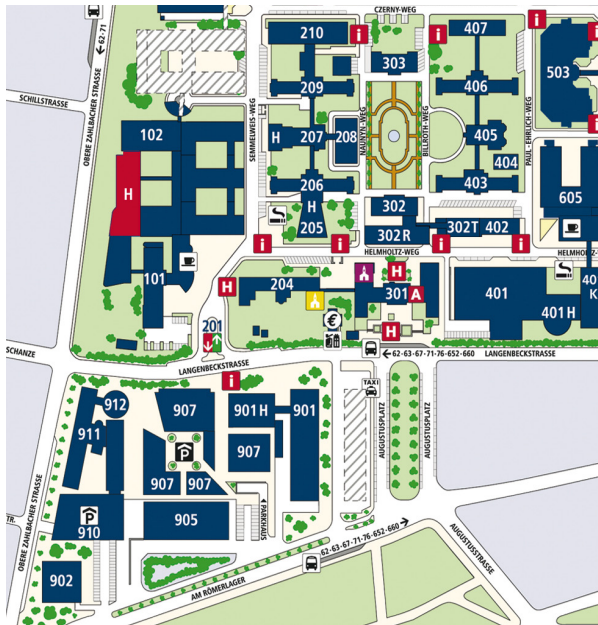 62-71
CZERNY-WEG
210
i
i
407
i
303
503
SCHILLSTRASSE
OBERE ZAHLBACHER STRASSE
SEMMELWEIS-WEG
209
406
102
H
207
208
NAUNYN-WEG
BILLROTH-WEG
405
PAUL-EHRLICH-WEG
i
404
206
403
H
H
605
302
205
302 R
302T
402
i
i
i
i
HELMHOLTZ-WEG
HELMHOLTZ-
101
H
204
H
301
A
401
401 H
K
201
€
H
SCHANZE
62-63-67-71-76-652-660
LANGENBECKSTRASSE
LANGENBECKSTRASSE
i
TAXI
912
907
901 H
901
AUGUSTUSPLATZ
AUGUSTUSPLATZ
911
P
907
907
907
OBERE ZAHLBACHER STRASSE
P
910
905
PARKHAUS
TR.
62-63-67-71-76-652-660
AUGUSTUSSTRASSE
902
AM RÖMERLAGER